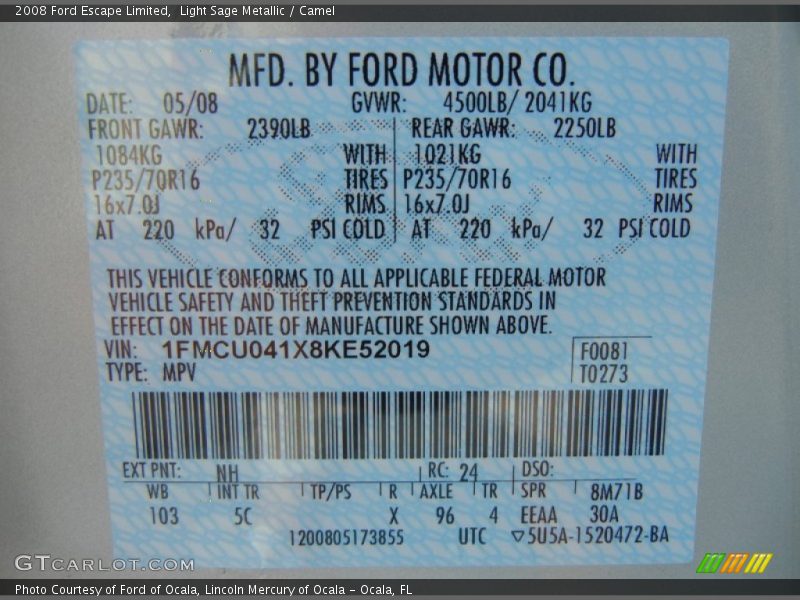 2008 Ford Escape Limited, Light Sage Metallic / Camel
MFD. BY FORD MOTOR CO.
DATE: 05/08 GVWR: 4500LB/ 2041KG
FRONT GAWR: 2390LB REAR GAWR: 2250LB
1084KG WITH 1021KG WITH
P235/70R16 TIRES P235/70R16 TIRES
16x7.0J RIMS 16x7.0J RIMS
AT 220 kPa/ 32 PSI COLD AT 220 kPa/ 32 PSI COLD
THIS VEHICLE CONFORMS TO ALL APPLICABLE FEDERAL MOTOR
VEHICLE SAFETY AND THEFT PREVENTION STANDARDS IN
EFFECT ON THE DATE OF MANUFACTURE SHOWN ABOVE.
VIN: 1FMCU041X8KE52019 F0081
TYPE: MPV T0273
EXT PNT: NH RC: 24 DSO:
WB INT TR TP/PS R AXLE TR SPR 8M71B
103 5C X 96 4 EEAA 30A
1200805173855 UTC ▽5U5A-1520472-BA
GTCARLOT.COM
Photo Courtesy of Ford of Ocala, Lincoln Mercury of Ocala – Ocala, FL